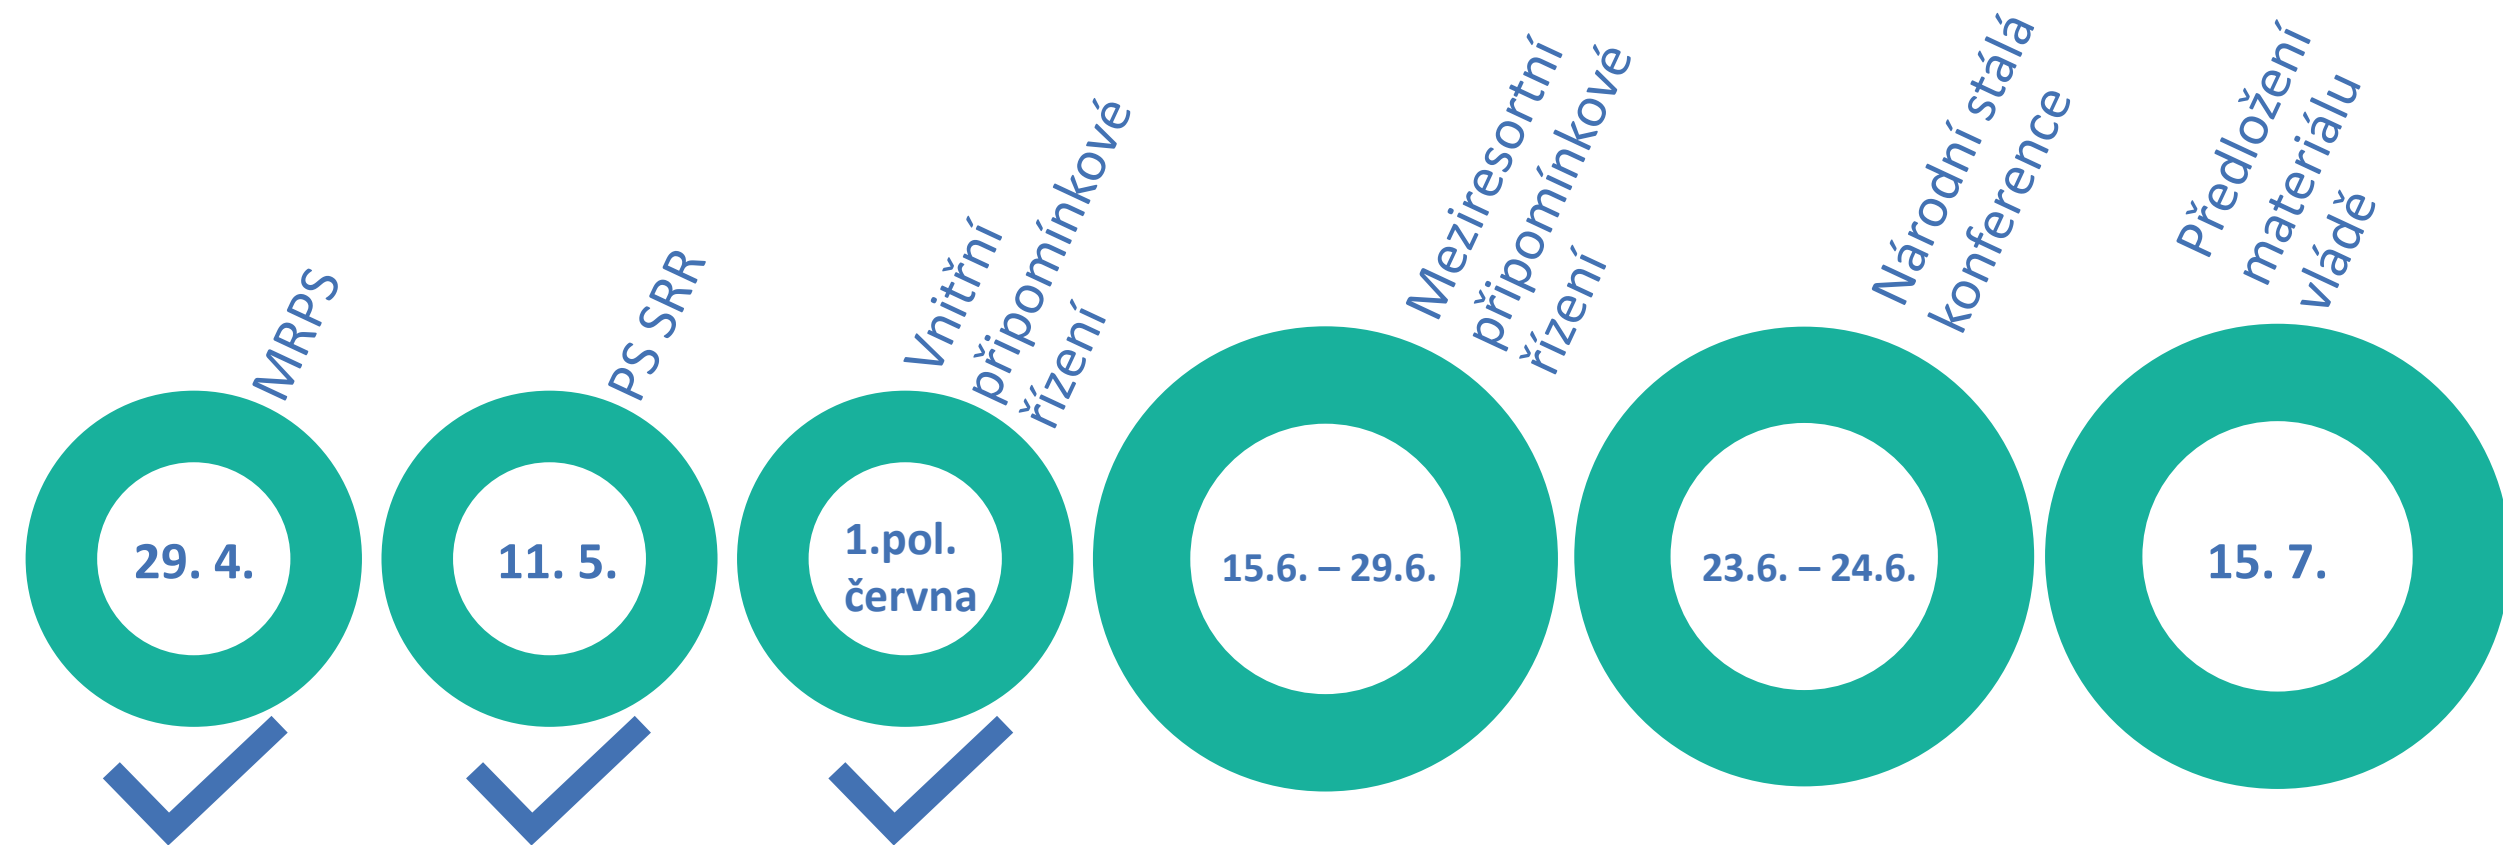 MRPS
29. 4.
PS SBR
11. 5.
Vnitřní
připomínkové
řízení
1.pol.
června
Meziresortní
připomínkové
řízení
15.6. – 29.6.
Národní stálá
konference
23.6. – 24.6.
Předložení
materiálu
vládě
15. 7.